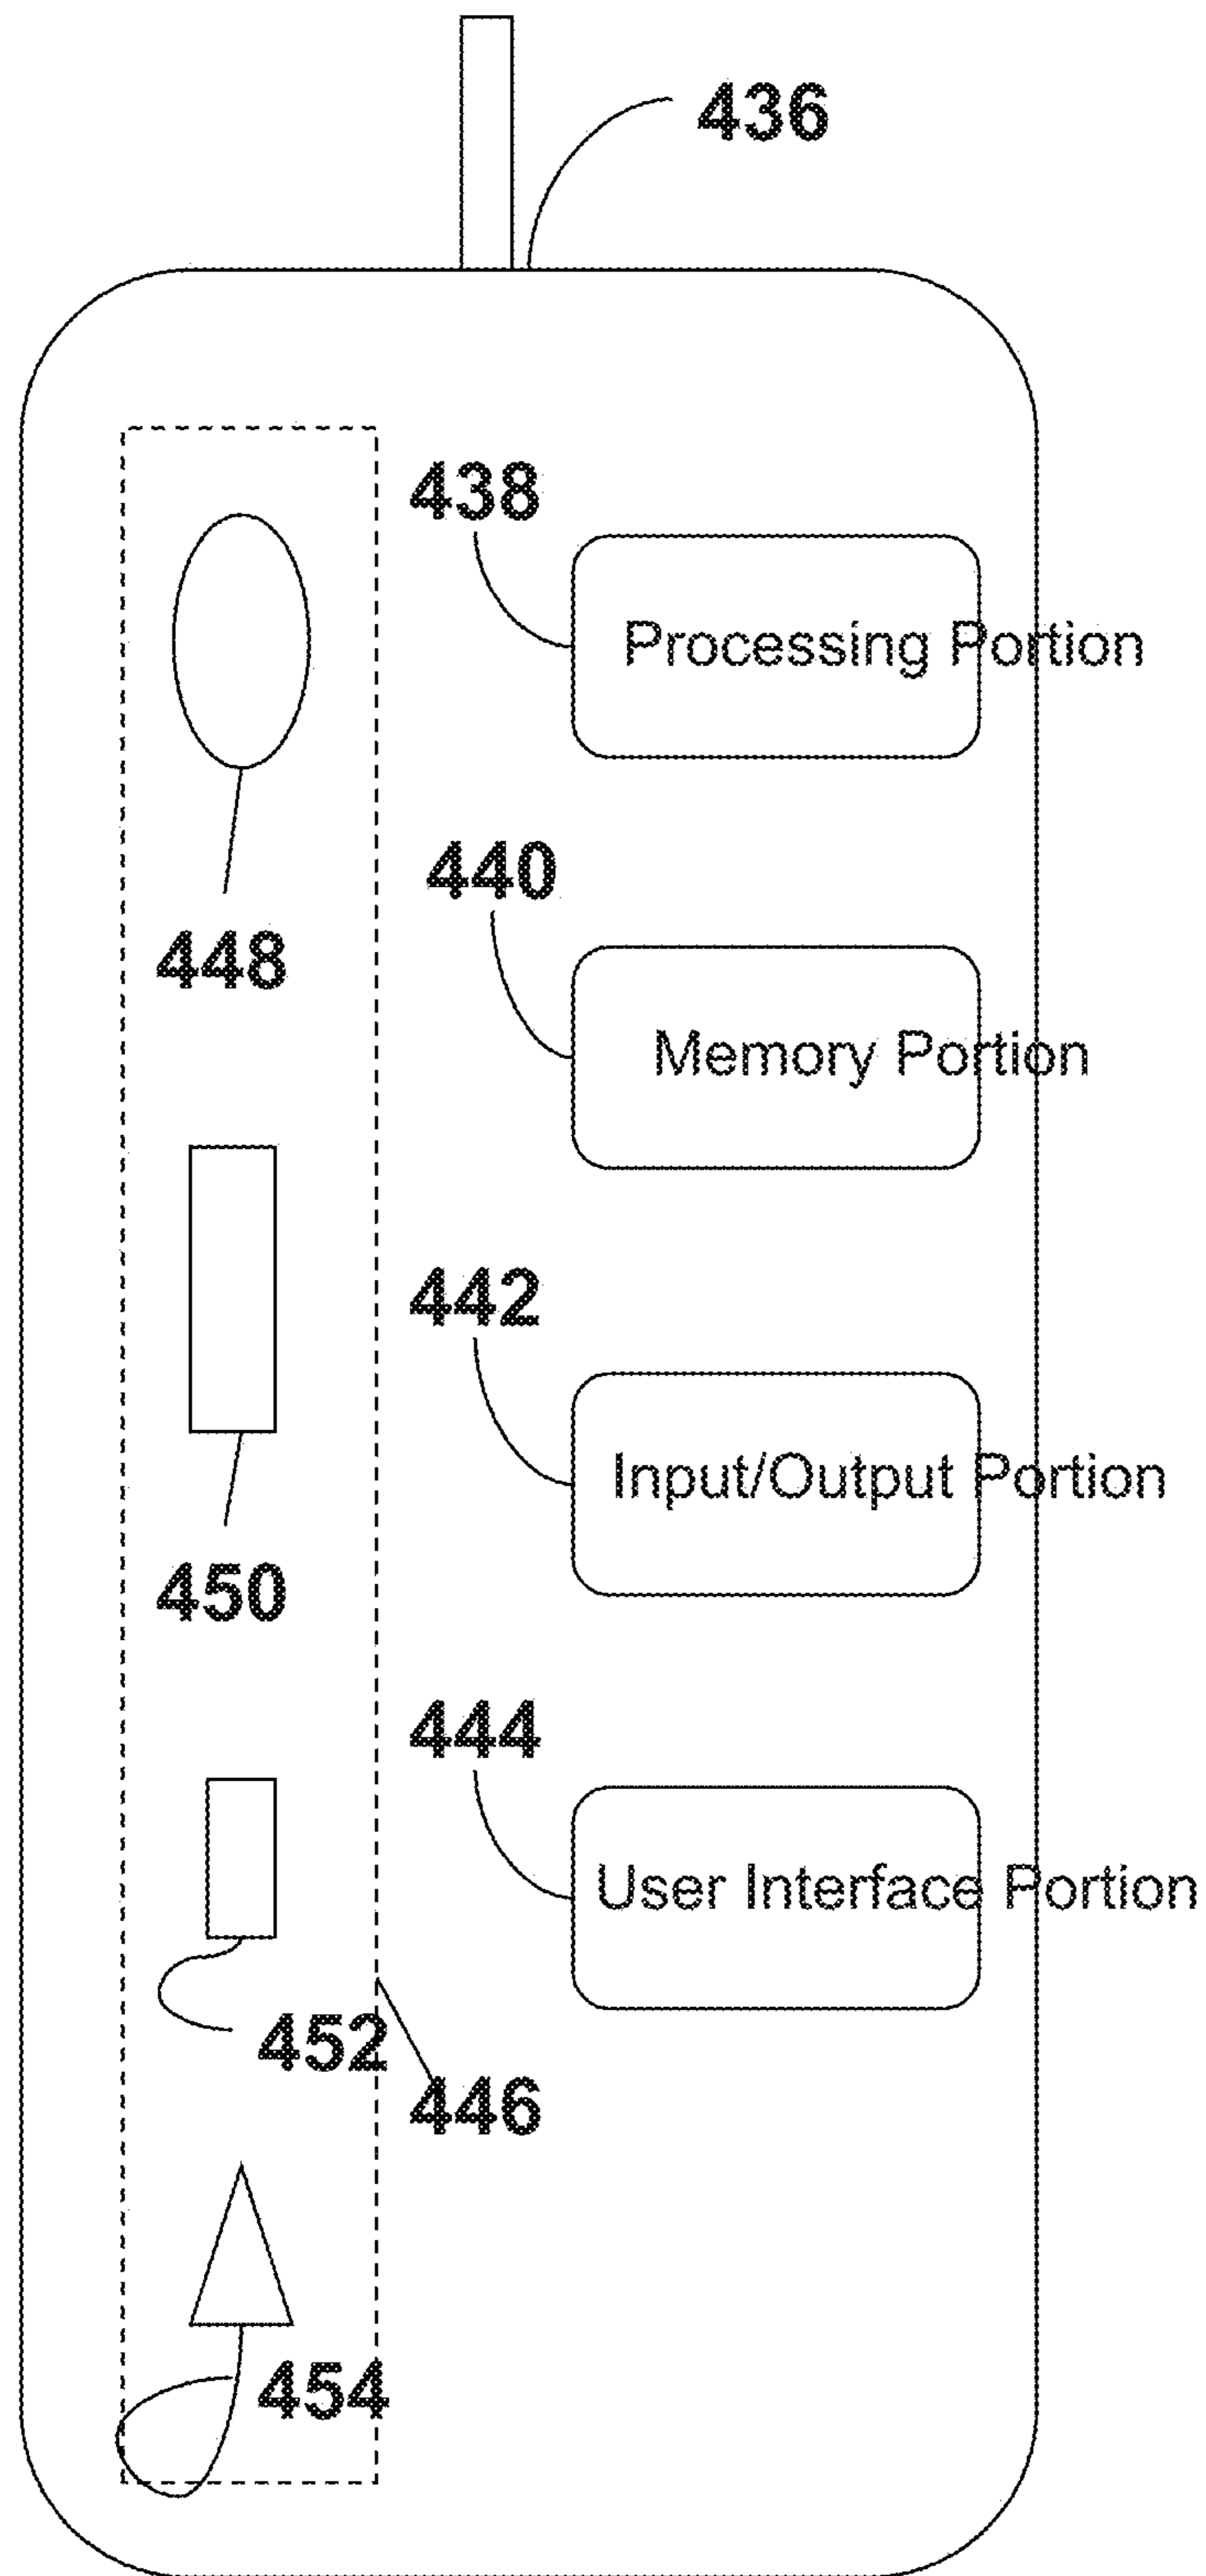 436
438
Processing Portion
448
440
Memory Portion
442
Input/Output Portion
450
444
User Interface Portion
452
446
454